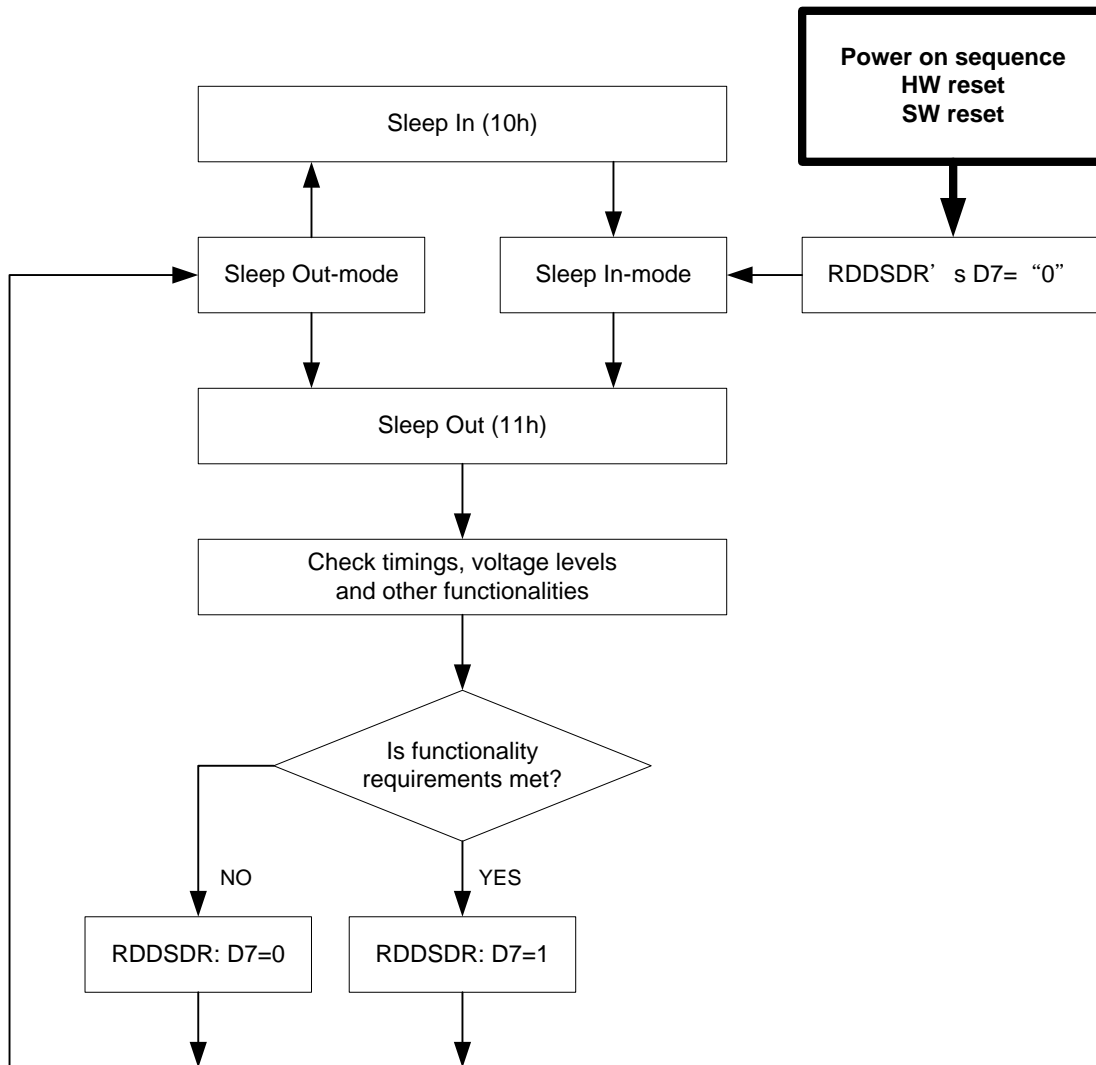 Power on sequence
HW reset
SW reset
Sleep In (10h)
Sleep Out-mode
Sleep In-mode
RDDSDR’s D7= “0”
Sleep Out (11h)
Check timings, voltage levels
and other functionalities
Is functionality
requirements met?
NO
YES
RDDSDR: D7=0
RDDSDR: D7=1